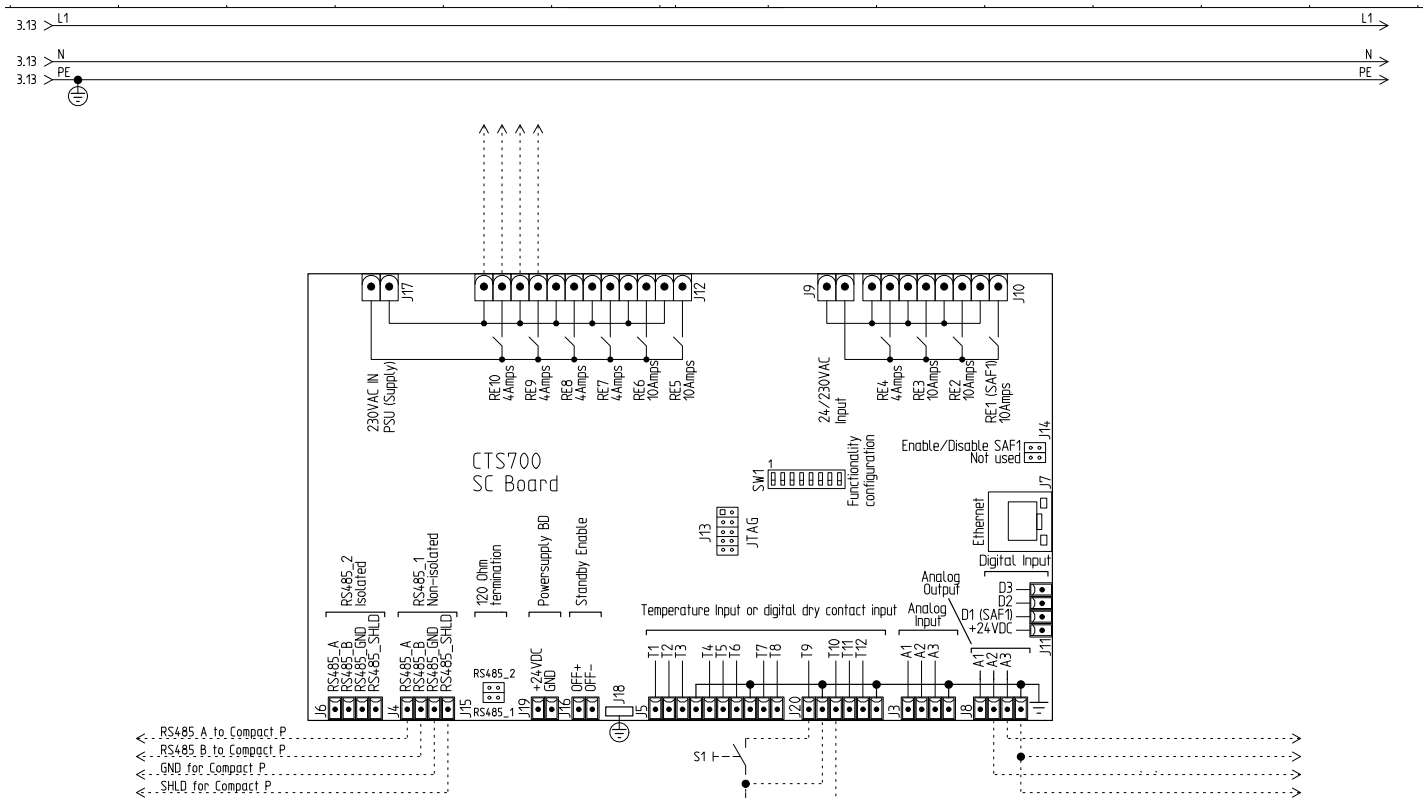 3.13 L1 L1
3.13 N N
3.13 PE PE
J17
J12
J9
J10
230VAC IN
PSU (Supply)
RE10
4Amps
RE9
4Amps
RE8
4Amps
RE7
4Amps
RE6
10Amps
RE5
10Amps
24/230VAC
Input
RE4
4Amps
RE3
10Amps
RE2
10Amps
RE1 (SAF1)
10Amps
J14
Enable/Disable SAF1
Not used
CTS700
SC Board
SW1
1
Functionality
configuration
J7
Ethernet
J13
JTAG
Digital Input
D3
D2
D1 (SAF1)
+24VDC
J11
RS485_2
Isolated
RS485_1
Non-isolated
120 Ohm
termination
Powersupply BD
Standby Enable
Temperature Input or digital dry contact input
Analog
Input
Analog
Output
RS485_A
RS485_B
RS485_GND
RS485_SHLD
RS485_A
RS485_B
RS485_GND
RS485_SHLD
RS485_2
RS485_1
+24VDC
GND
OFF+
OFF-
T1
T2
T3
T4
T5
T6
T7
T8
T9
T10
T11
T12
A1
A2
A3
A1
A2
A3
J6
J4
J15
J19
J16
J18
J5
J20
J3
J8
RS485 A to Compact P
RS485 B to Compact P
GND for Compact P
SHLD for Compact P
S1